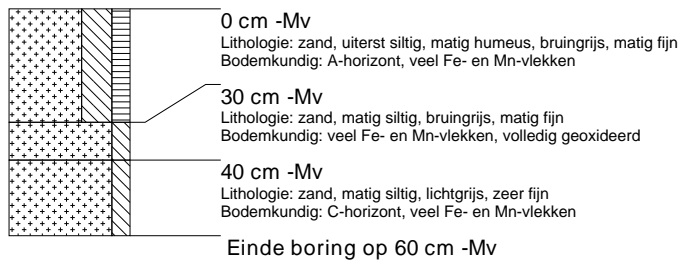 0 cm -Mv
Lithologie: zand, uiterst siltig, matig humeus, bruingrijs, matig fijn
Bodemkundig: A-horizont, veel Fe- en Mn-vlekken
30 cm -Mv
Lithologie: zand, matig siltig, bruingrijs, matig fijn
Bodemkundig: veel Fe- en Mn-vlekken, volledig geoxideerd
40 cm -Mv
Lithologie: zand, matig siltig, lichtgrijs, zeer fijn
Bodemkundig: C-horizont, veel Fe- en Mn-vlekken
Einde boring op 60 cm -Mv